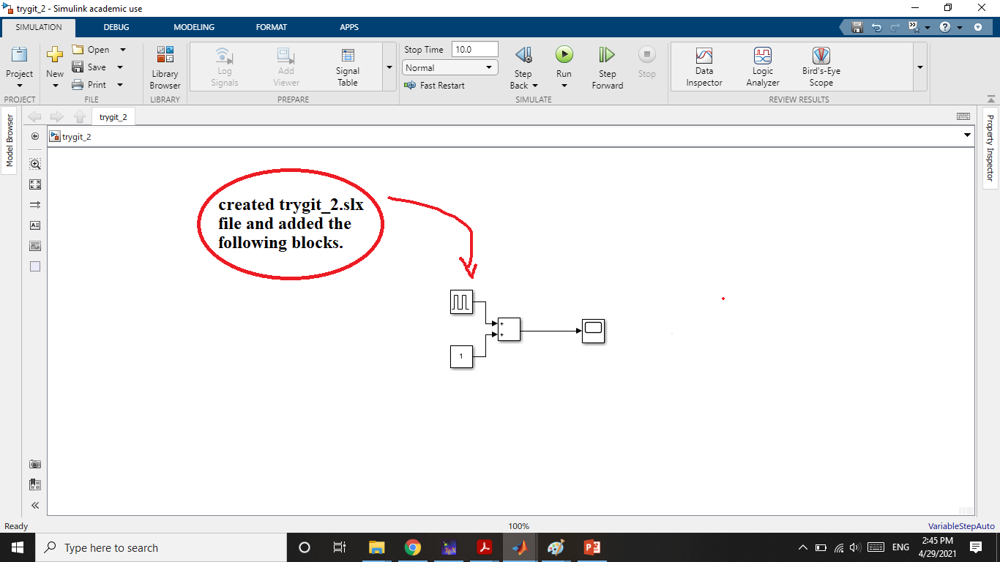 trygit_2 - Simulink academic use
SIMULATION DEBUG MODELING FORMAT APPS
Project
New
Open
Save
Print
Library Browser
Log Signals
Add Viewer
Signal Table
Stop Time 10.0
Normal
Fast Restart
Step Back
Run
Step Forward
Stop
Data Inspector
Logic Analyzer
Bird's-Eye Scope
PROJECT FILE LIBRARY PREPARE SIMULATE REVIEW RESULTS
Model Browser
trygit_2
Property Inspector
trygit_2
created trygit_2.slx
file and added the
following blocks.
+
+
1
Ready 100% VariableStepAuto
Type here to search
ENG
2:45 PM
4/29/2021